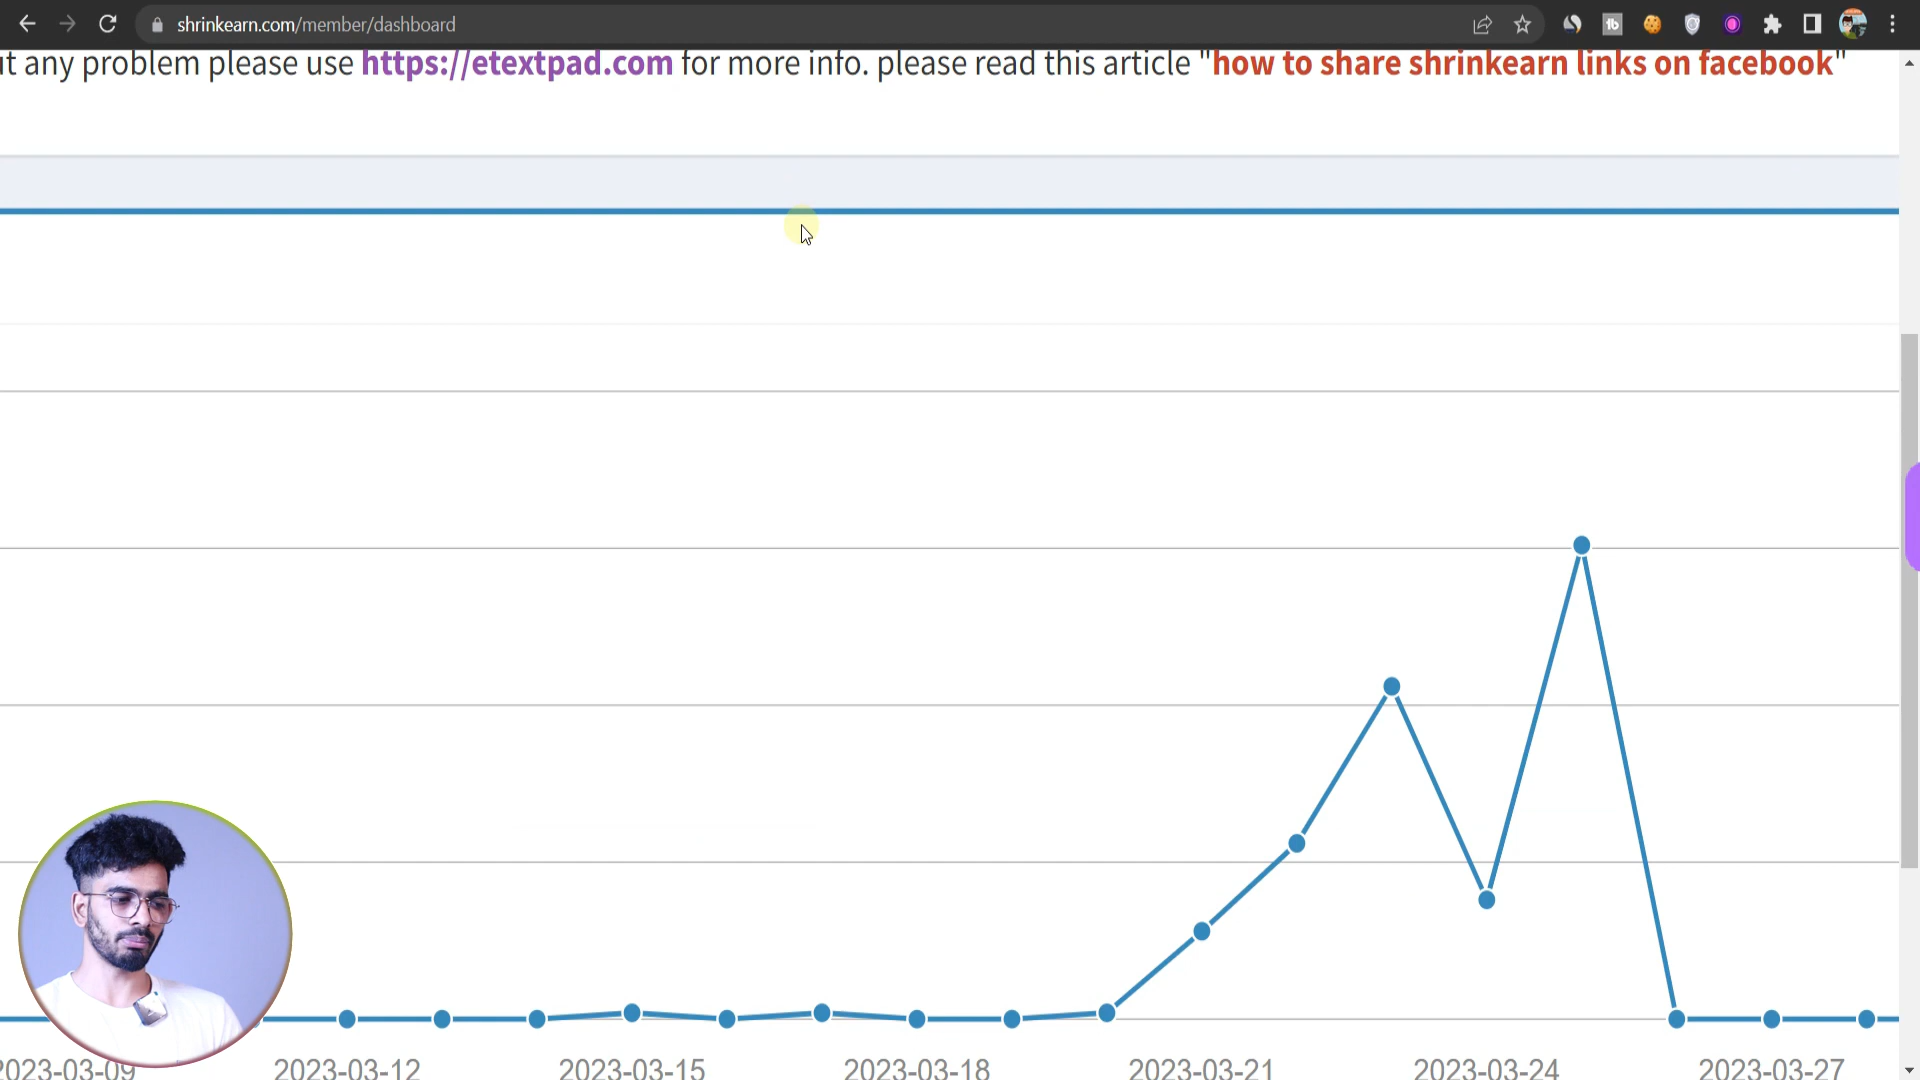 shrinkearn.com/member/dashboard
any problem please use https://etextpad.com for more info. please read this article "how to share shrinkearn links on facebook"
2023-03-12 2023-03-15 2023-03-18 2023-03-21 2023-03-24 2023-03-27